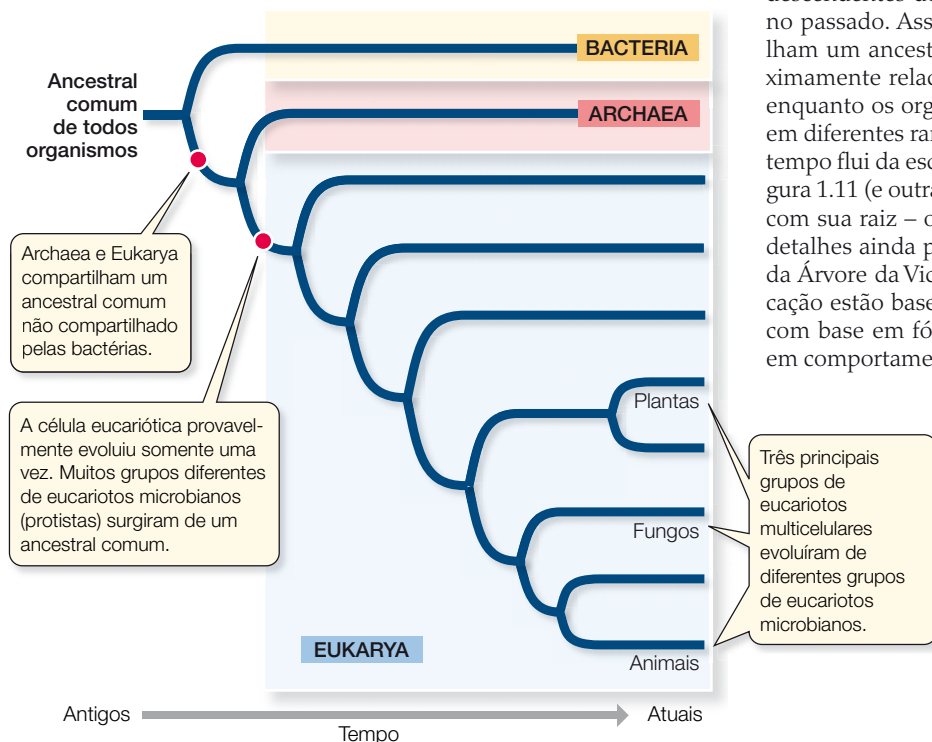 BACTERIA
Ancestral
comum
de todos
organismos
ARCHAEA
Archaea e Eukarya
compartilham um
ancestral comum
não compartilhado
pelas bactérias.
A célula eucariótica provavel-
mente evoluiu somente uma
vez. Muitos grupos diferentes
de eucariotos microbianos
(protistas) surgiram de um
ancestral comum.
Plantas
Fungos
Animais
EUKARYA
Três principais
grupos de
eucariotos
multicelulares
evoluíram de
diferentes grupos
de eucariotos
microbianos.
Antigos
Tempo
Atuais
no passado. Ass
lham um ancest
ximamente relac
enquanto os org
em diferentes ran
tempo flui da esc
gura 1.11 (e outra
com sua raiz – o
detalhes ainda p
da Árvore da Vic
cação estão base
com base em fó
em comportame